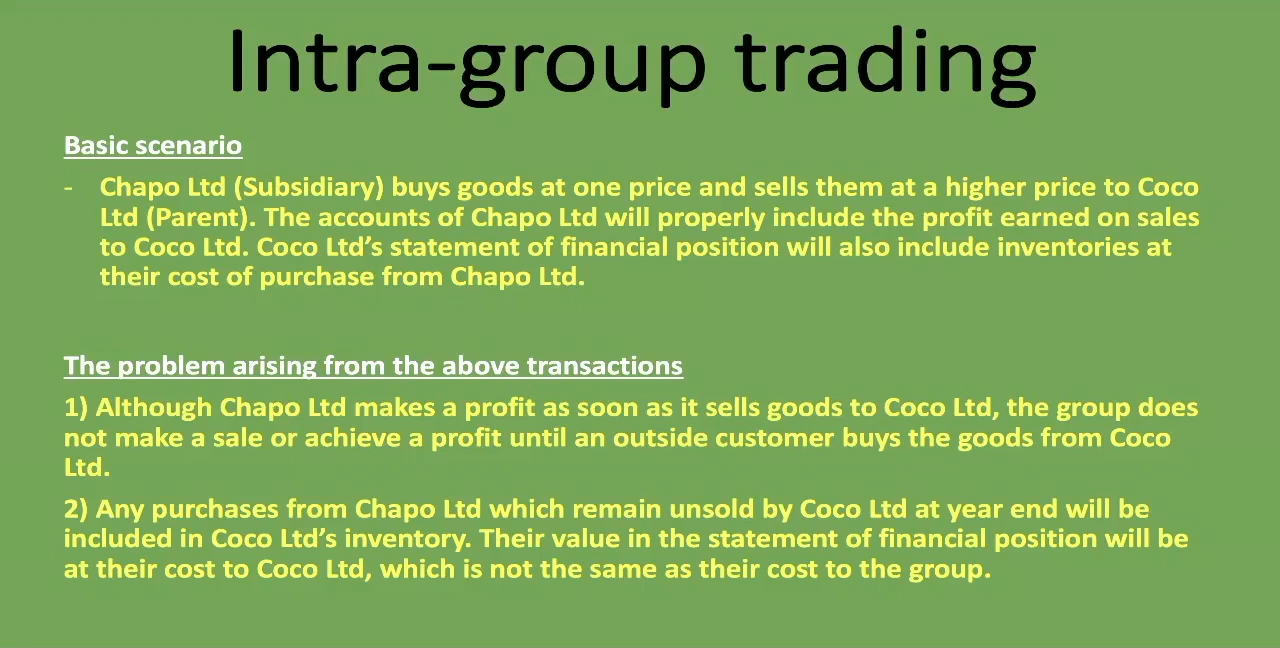 Intra-group trading
Basic scenario
- Chapo Ltd (Subsidiary) buys goods at one price and sells them at a higher price to Coco
Ltd (Parent). The accounts of Chapo Ltd will properly include the profit earned on sales
to Coco Ltd. Coco Ltd’s statement of financial position will also include inventories at
their cost of purchase from Chapo Ltd.
The problem arising from the above transactions
1) Although Chapo Ltd makes a profit as soon as it sells goods to Coco Ltd, the group does
not make a sale or achieve a profit until an outside customer buys the goods from Coco
Ltd.
2) Any purchases from Chapo Ltd which remain unsold by Coco Ltd at year end will be
included in Coco Ltd’s inventory. Their value in the statement of financial position will be
at their cost to Coco Ltd, which is not the same as their cost to the group.